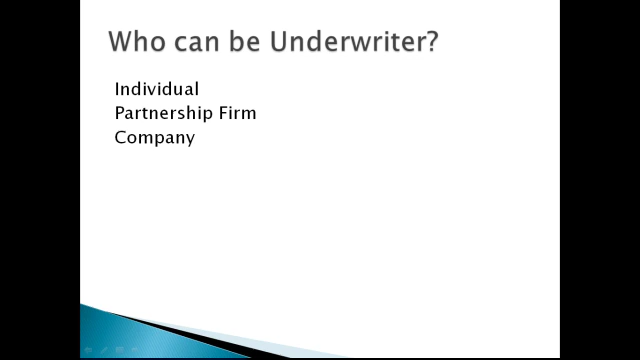 Who can be Underwriter?
Individual
Partnership Firm
Company